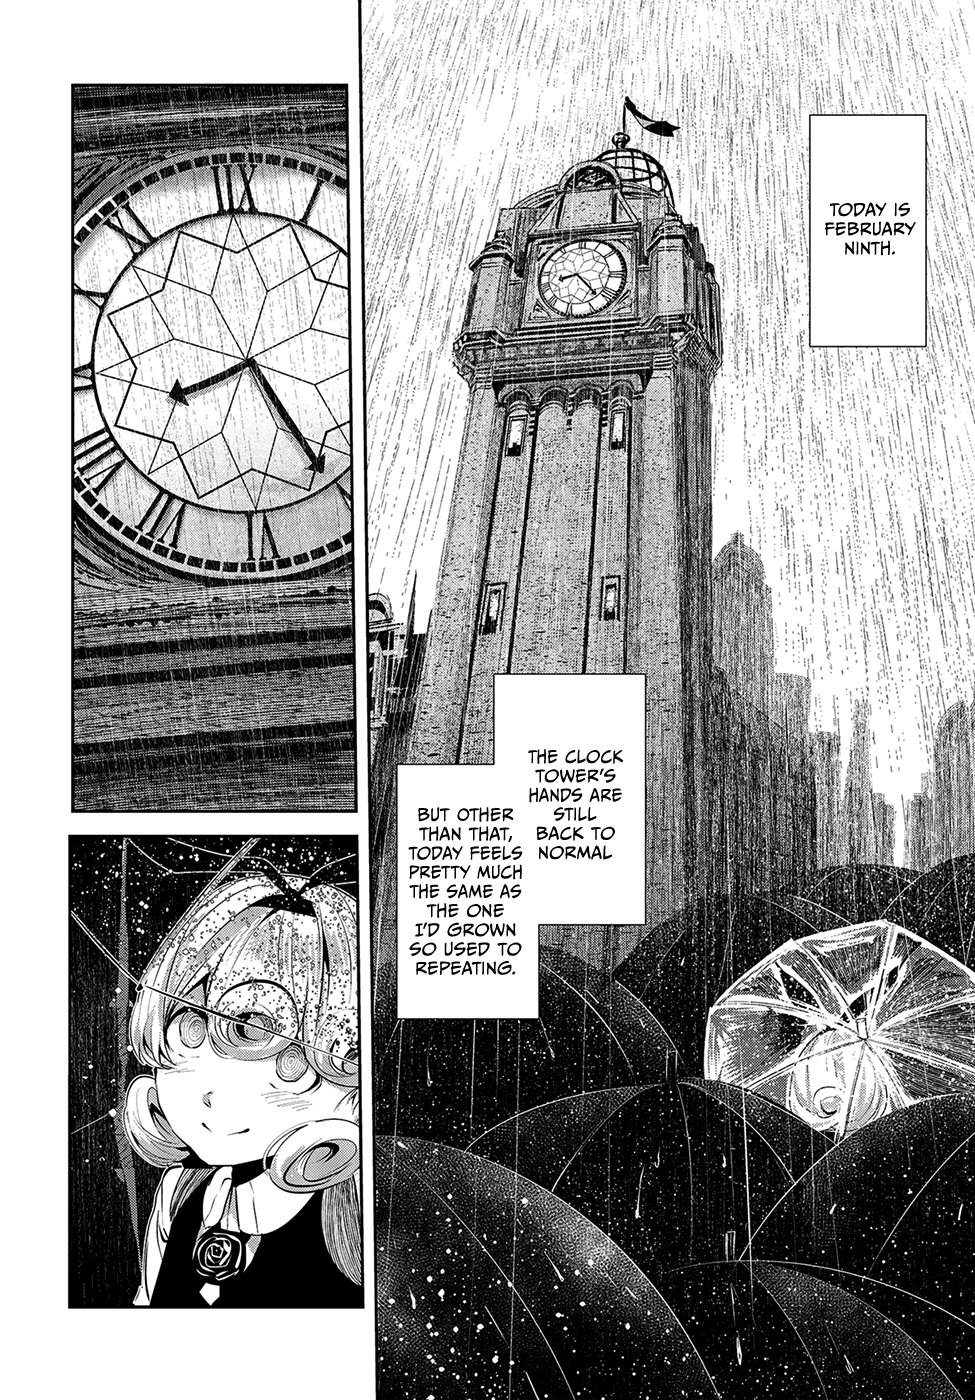 TODAY IS
FEBRUARY
NINTH.
THE CLOCK
TOWER'S
HANDS ARE
STILL
BACK TO
NORMAL
BUT OTHER
THAN THAT,
TODAY FEELS
PRETTY MUCH
THE SAME AS
THE ONE
I'D GROWN
SO USED TO
REPEATING.